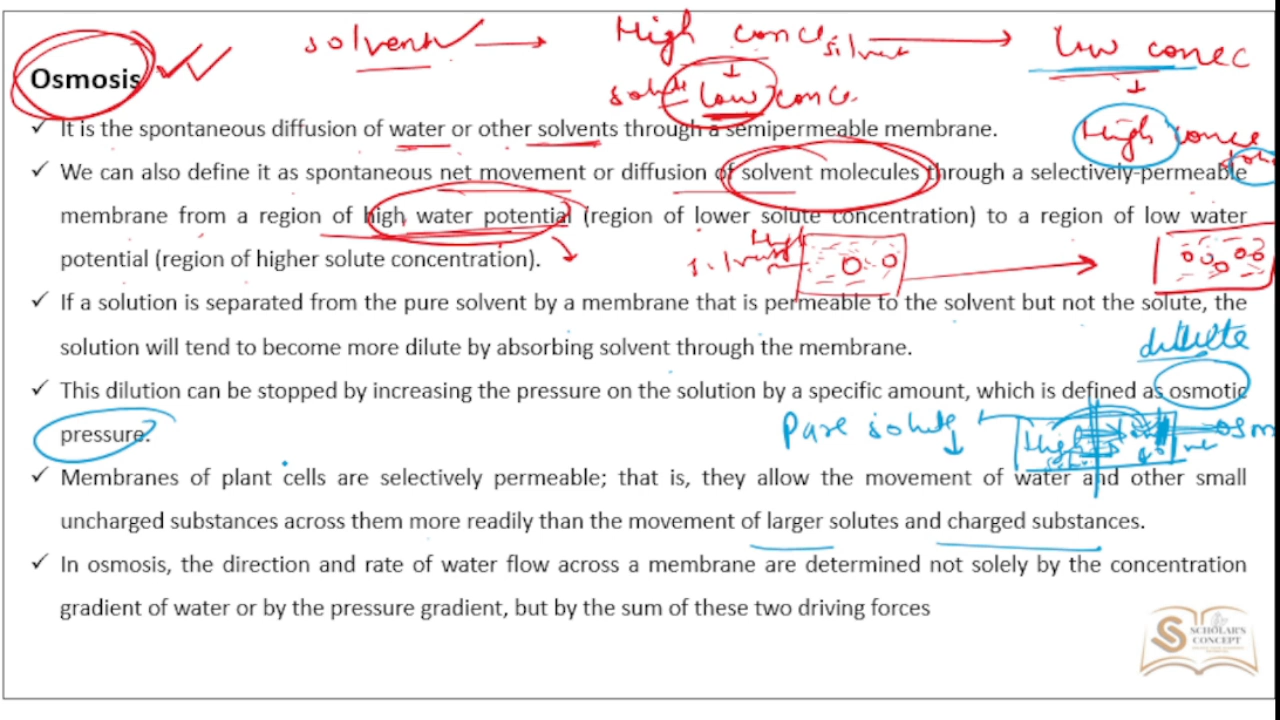 solvent → High conc solvent → low conc
↓ ↓
solute low conc. High conc
Osmosis
✓ It is the spontaneous diffusion of water or other solvents through a semipermeable membrane.
✓ We can also define it as spontaneous net movement or diffusion of solvent molecules through a selectively-permeable
membrane from a region of high water potential (region of lower solute concentration) to a region of low water
High
potential (region of higher solute concentration).
✓ If a solution is separated from the pure solvent by a membrane that is permeable to the solvent but not the solute, the
solution will tend to become more dilute by absorbing solvent through the membrane.
dilute
✓ This dilution can be stopped by increasing the pressure on the solution by a specific amount, which is defined as osmotic
pressure.
Pure solute
High
✓ Membranes of plant cells are selectively permeable; that is, they allow the movement of water and other small
uncharged substances across them more readily than the movement of larger solutes and charged substances.
✓ In osmosis, the direction and rate of water flow across a membrane are determined not solely by the concentration
gradient of water or by the pressure gradient, but by the sum of these two driving forces
SCHOLAR'S
CONCEPT